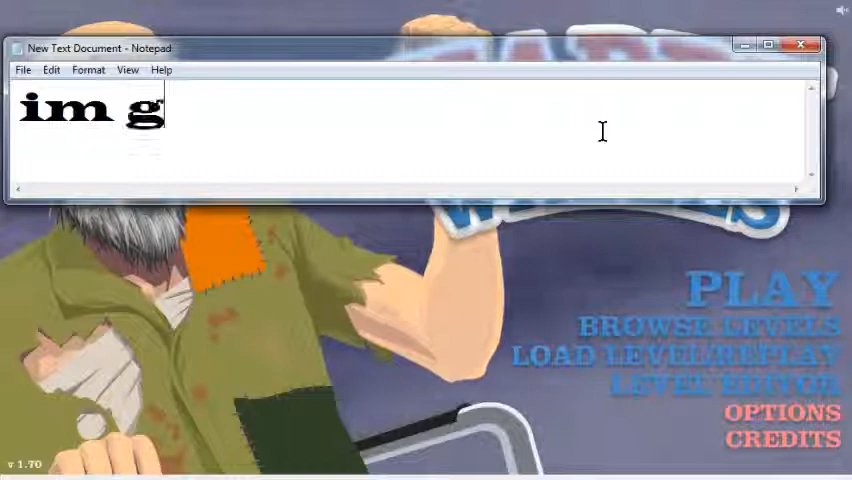 New Text Document - Notepad
File Edit Format View Help
im g
PLAY
BROWSE LEVELS
LOAD LEVEL/REPLAY
LEVEL EDITOR
OPTIONS
CREDITS
v 1.70